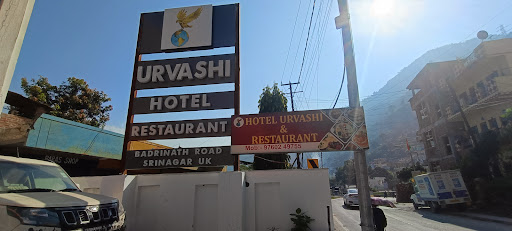 URVASHI
HOTEL
RESTAURANT
BADRINATH ROAD
SRINAGAR UK
HOTEL URVASHI
&
RESTAURANT